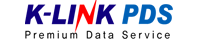 K-LINK PDS
Premium Data Service